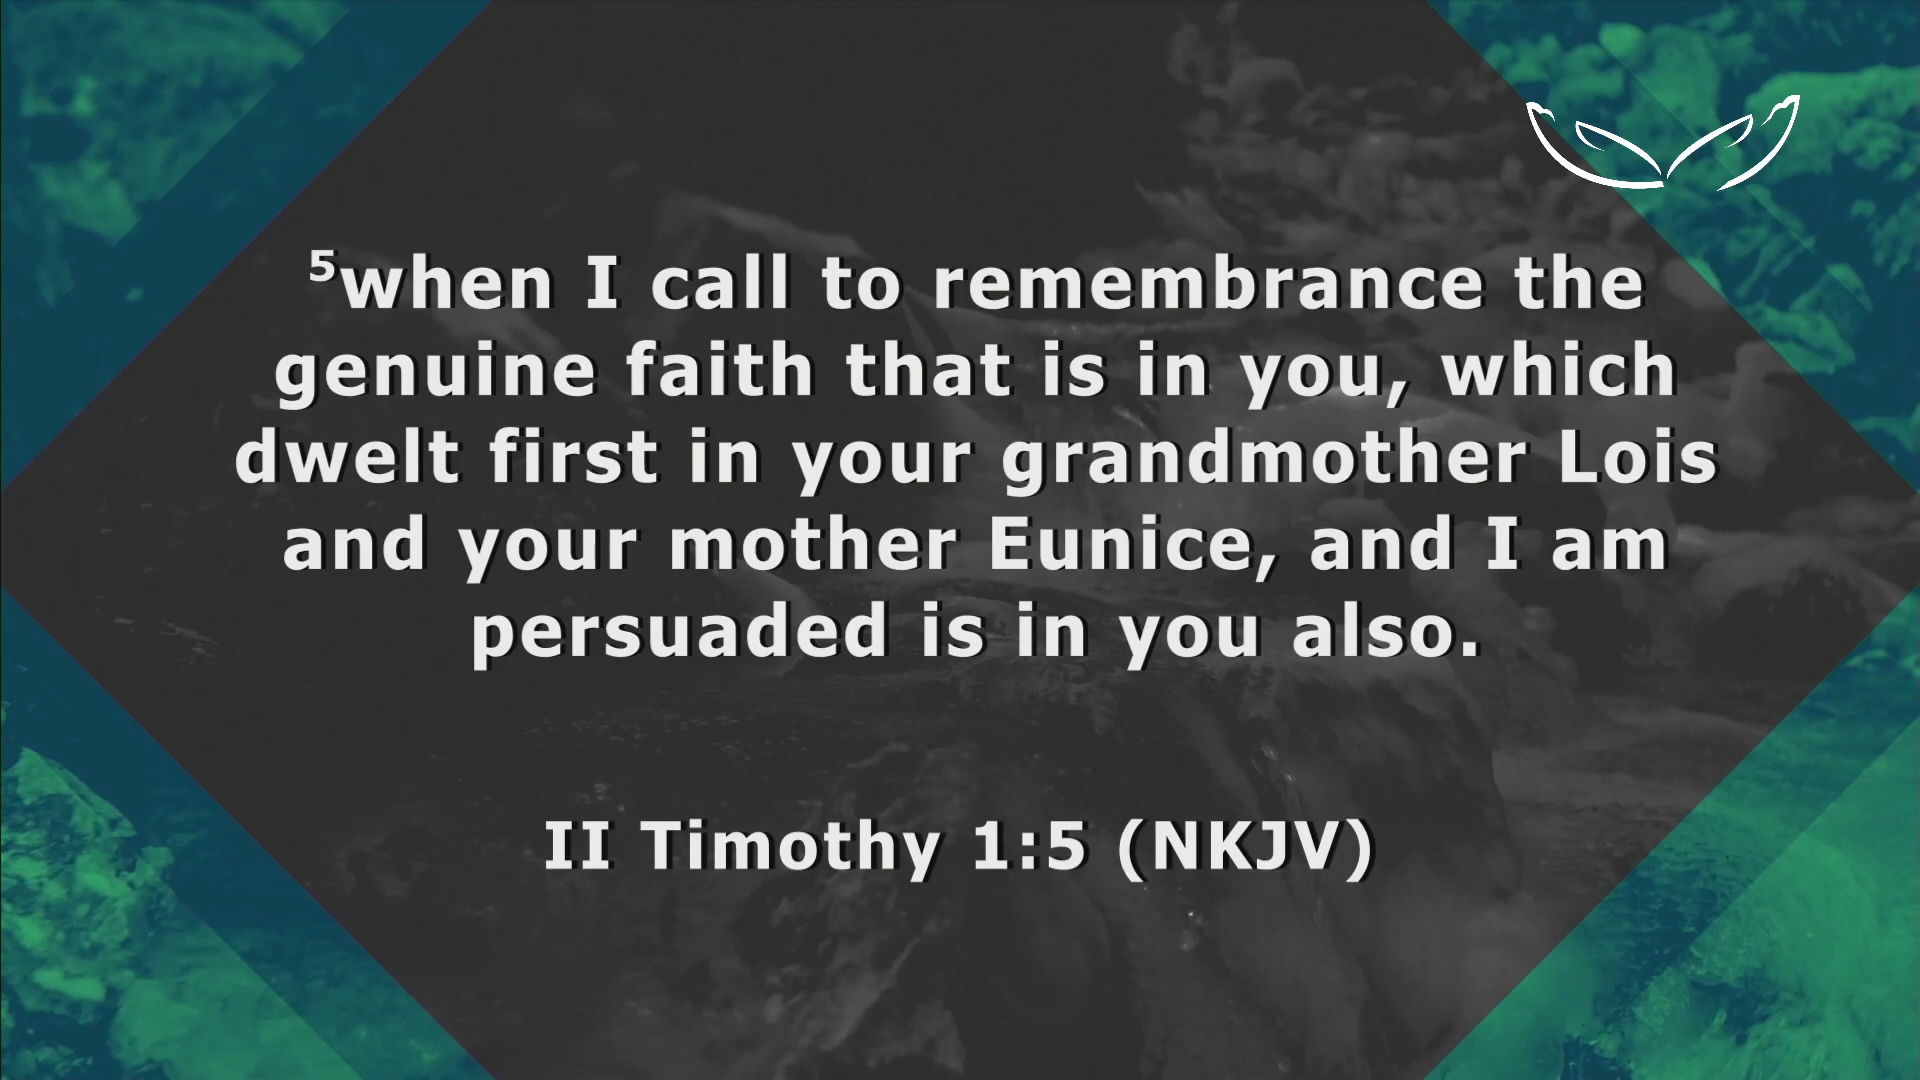 ⁵when I call to remembrance the
genuine faith that is in you, which
dwelt first in your grandmother Lois
and your mother Eunice, and I am
persuaded is in you also.
II Timothy 1:5 (NKJV)